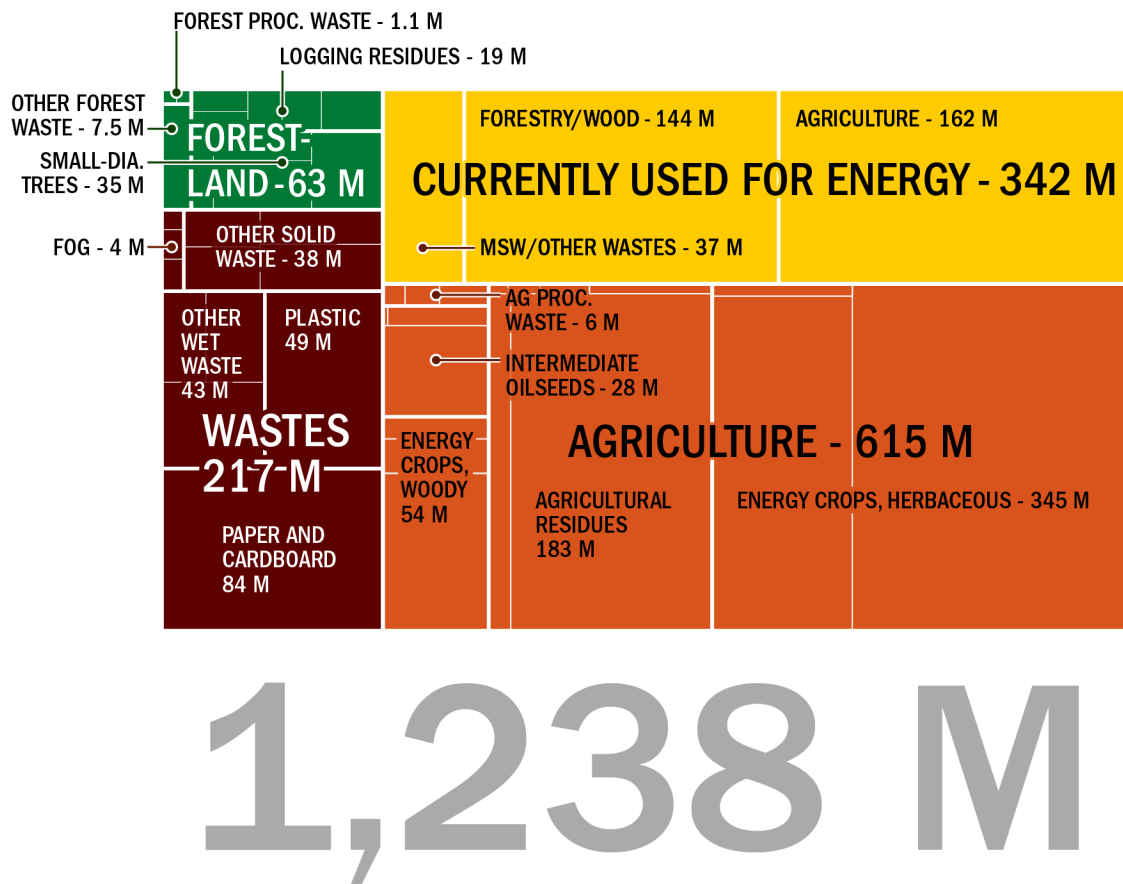 FOREST PROC. WASTE - 1.1 M
LOGGING RESIDUES - 19 M
OTHER FOREST
WASTE - 7.5 M
SMALL-DIA.
TREES - 35 M
FOREST-
LAND - 63 M
FORESTRY/WOOD - 144 M
AGRICULTURE - 162 M
CURRENTLY USED FOR ENERGY - 342 M
MSW/OTHER WASTES - 37 M
FOG - 4 M
OTHER SOLID
WASTE - 38 M
OTHER
WET
WASTE
43 M
PLASTIC
49 M
WASTES
217 M
PAPER AND
CARDBOARD
84 M
AG PROC.
WASTE - 6 M
INTERMEDIATE
OILSEEDS - 28 M
ENERGY
CROPS,
WOODY
54 M
AGRICULTURE - 615 M
AGRICULTURAL
RESIDUES
183 M
ENERGY CROPS, HERBACEOUS - 345 M
1,238 M